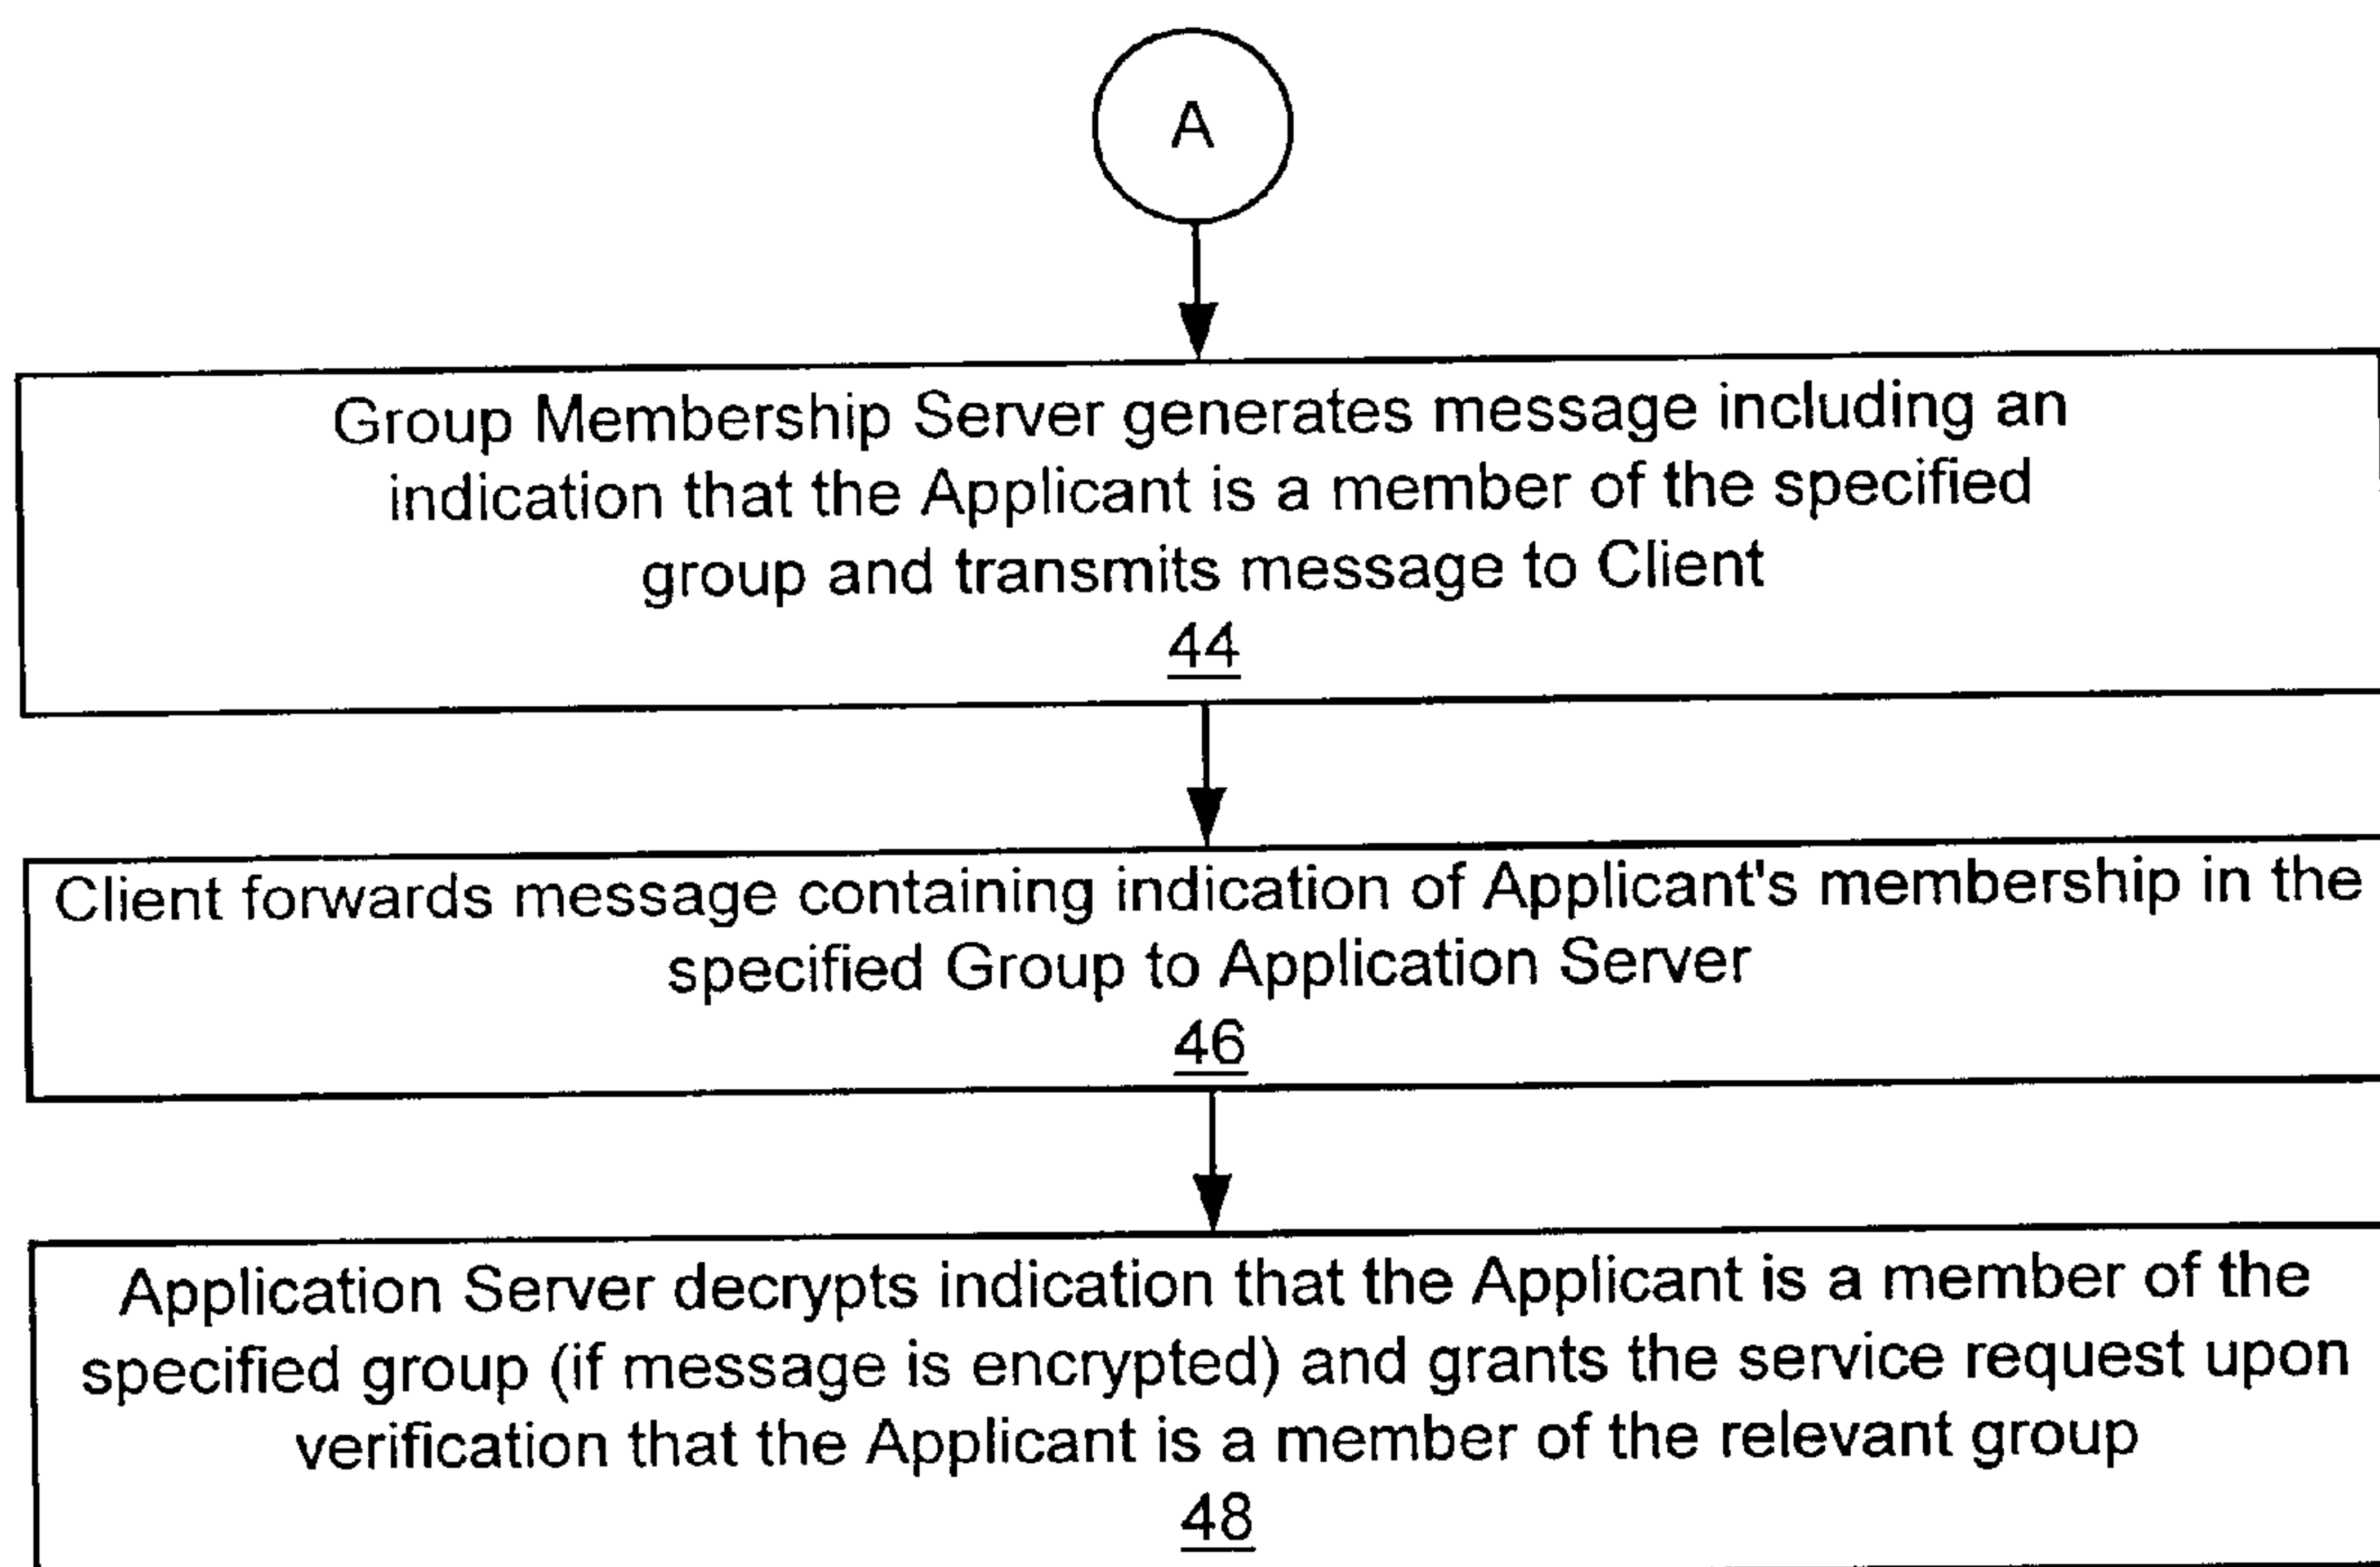 A
Group Membership Server generates message including an
indication that the Applicant is a member of the specified
group and transmits message to Client
44
Client forwards message containing indication of Applicant's membership in the
specified Group to Application Server
46
Application Server decrypts indication that the Applicant is a member of the
specified group (if message is encrypted) and grants the service request upon
verification that the Applicant is a member of the relevant group
48